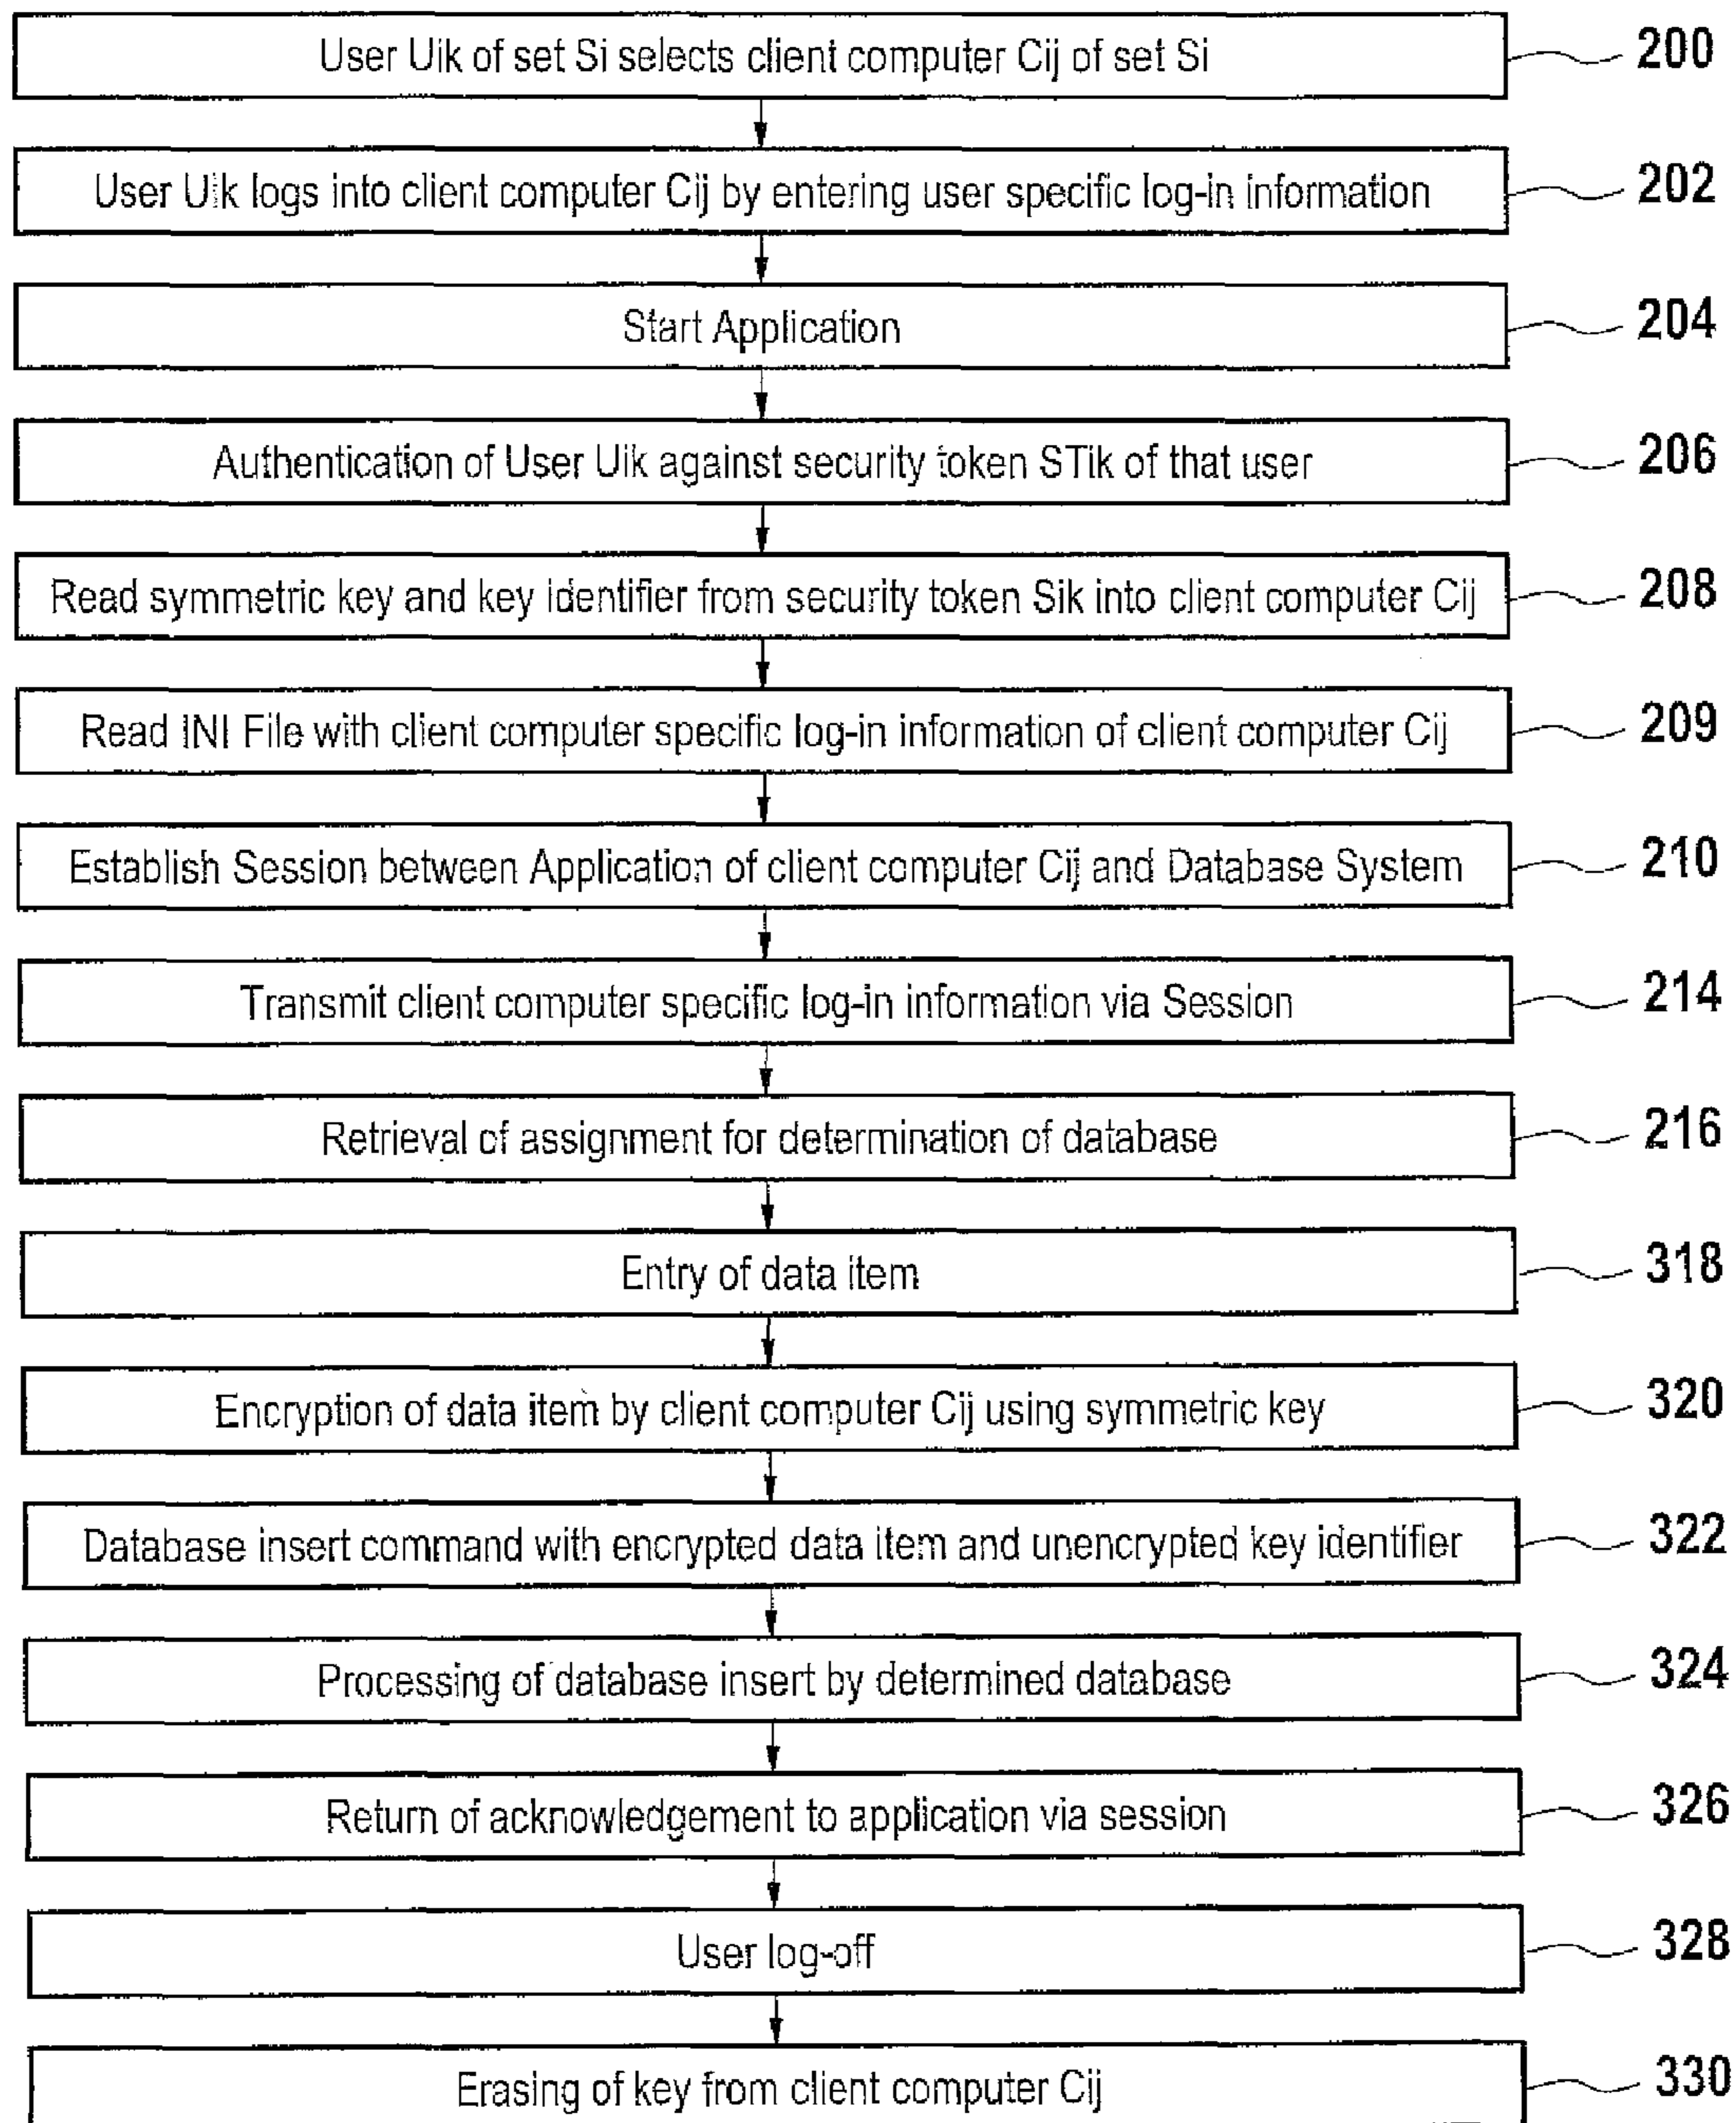 User Uik of set Si selects client computer Cij of set Si 200
User Uik logs into client computer Cij by entering user specific log-in information 202
Start Application 204
Authentication of User Uik against security token STik of that user 206
Read symmetric key and key identifier from security token Sik into client computer Cij 208
Read INI File with client computer specific log-in information of client computer Cij 209
Establish Session between Application of client computer Cij and Database System 210
Transmit client computer specific log-in information via Session 214
Retrieval of assignment for determination of database 216
Entry of data item 318
Encryption of data item by client computer Cij using symmetric key 320
Database insert command with encrypted data item and unencrypted key identifier 322
Processing of database insert by determined database 324
Return of acknowledgement to application via session 326
User log-off 328
Erasing of key from client computer Cij 330